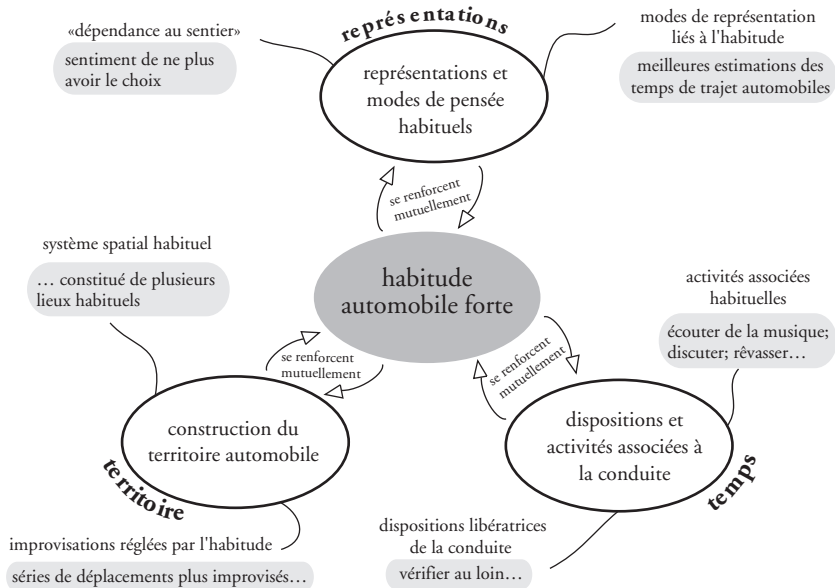 représentations
«dépendance au sentier»
sentiment de ne plus
avoir le choix
modes de représentation
liés à l'habitude
meilleures estimations des
temps de trajet automobiles
représentations et
modes de pensée
habituels
se renforcent
mutuellement
système spatial habituel
… constitué de plusieurs
lieux habituels
habitude
automobile forte
activités associées
habituelles
écouter de la musique;
discuter; rêvasser…
se renforcent
mutuellement
se renforcent
mutuellement
construction du
territoire automobile
territoire
dispositions et
activités associées à
la conduite
temps
improvisations réglées par l'habitude
séries de déplacements plus improvisés…
dispositions libératrices
de la conduite
vérifier au loin…